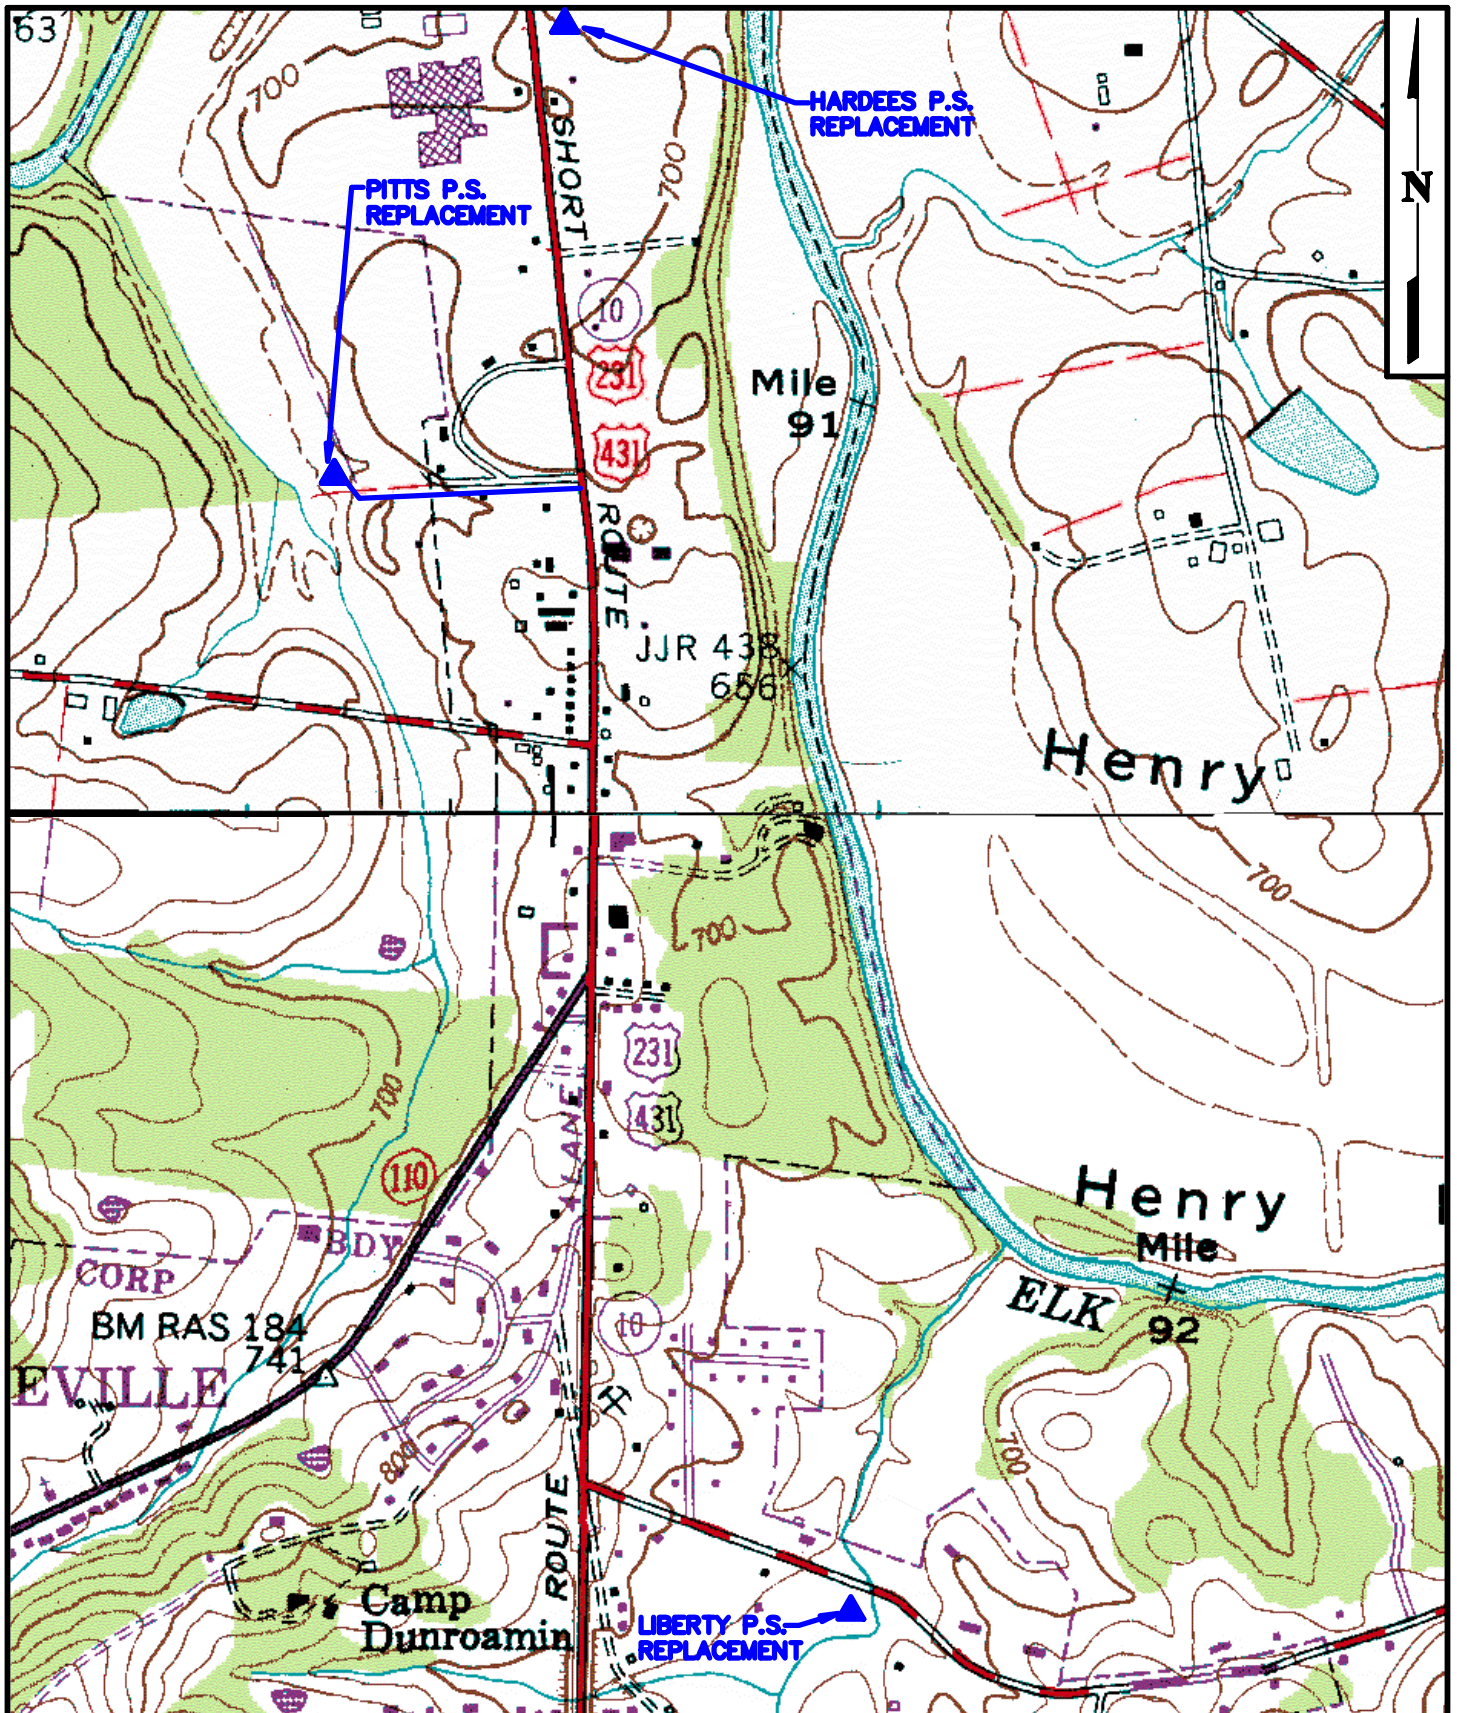 63
HARDEES P.S.
REPLACEMENT
N
700
SHORT
700
PITTS P.S.
REPLACEMENT
10
231
Mile
91
431
ROUTE
JJR 438
656
Henry
700
700
231
700
431
LANE
110
Henry
Mile
BDY
CORP
ELK
92
10
BM RAS 184
741
EVILLE
800
700
ROUTE
Camp
Dunroamin
LIBERTY P.S.
REPLACEMENT